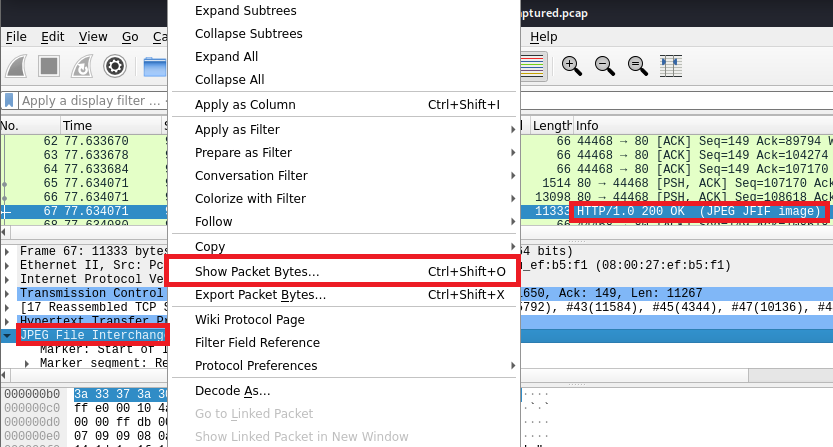 aptured.pcap
File Edit View Go Ca Help
Apply a display filter ...
No. Time Length Info
62 77.633670 66 44468 → 80 [ACK] Seq=149 Ack=89794 W
63 77.633678 66 44468 → 80 [ACK] Seq=149 Ack=104274
64 77.633684 66 44468 → 80 [ACK] Seq=149 Ack=107170
65 77.634071 1514 80 → 44468 [PSH, ACK] Seq=107170 A
66 77.634071 13098 80 → 44468 [PSH, ACK] Seq=108618 A
67 77.634071 11333 HTTP/1.0 200 OK (JPEG JFIF image)
Expand Subtrees
Collapse Subtrees
Expand All
Collapse All
Apply as Column Ctrl+Shift+I
Apply as Filter
Prepare as Filter
Conversation Filter
Colorize with Filter
Follow
Copy
Show Packet Bytes... Ctrl+Shift+O
Export Packet Bytes... Ctrl+Shift+X
Wiki Protocol Page
Filter Field Reference
Protocol Preferences
Decode As...
Go to Linked Packet
Show Linked Packet in New Window
Frame 67: 11333 bytes 64 bits)
Ethernet II, Src: Pc _ef:b5:f1 (08:00:27:ef:b5:f1)
Internet Protocol Ve
Transmission Control 1650, Ack: 149, Len: 11267
[17 Reassembled TCP S 5792), #43(11584), #45(4344), #47(10136), #4
Hypertext Transfer Pr
JPEG File Interchang
Marker: Start of I
Marker segment: Re
000000b0 3a 33 37 3a 30
000000c0 ff e0 00 10 4a
000000d0 00 00 ff db 00
000000e0 07 09 09 08 0a